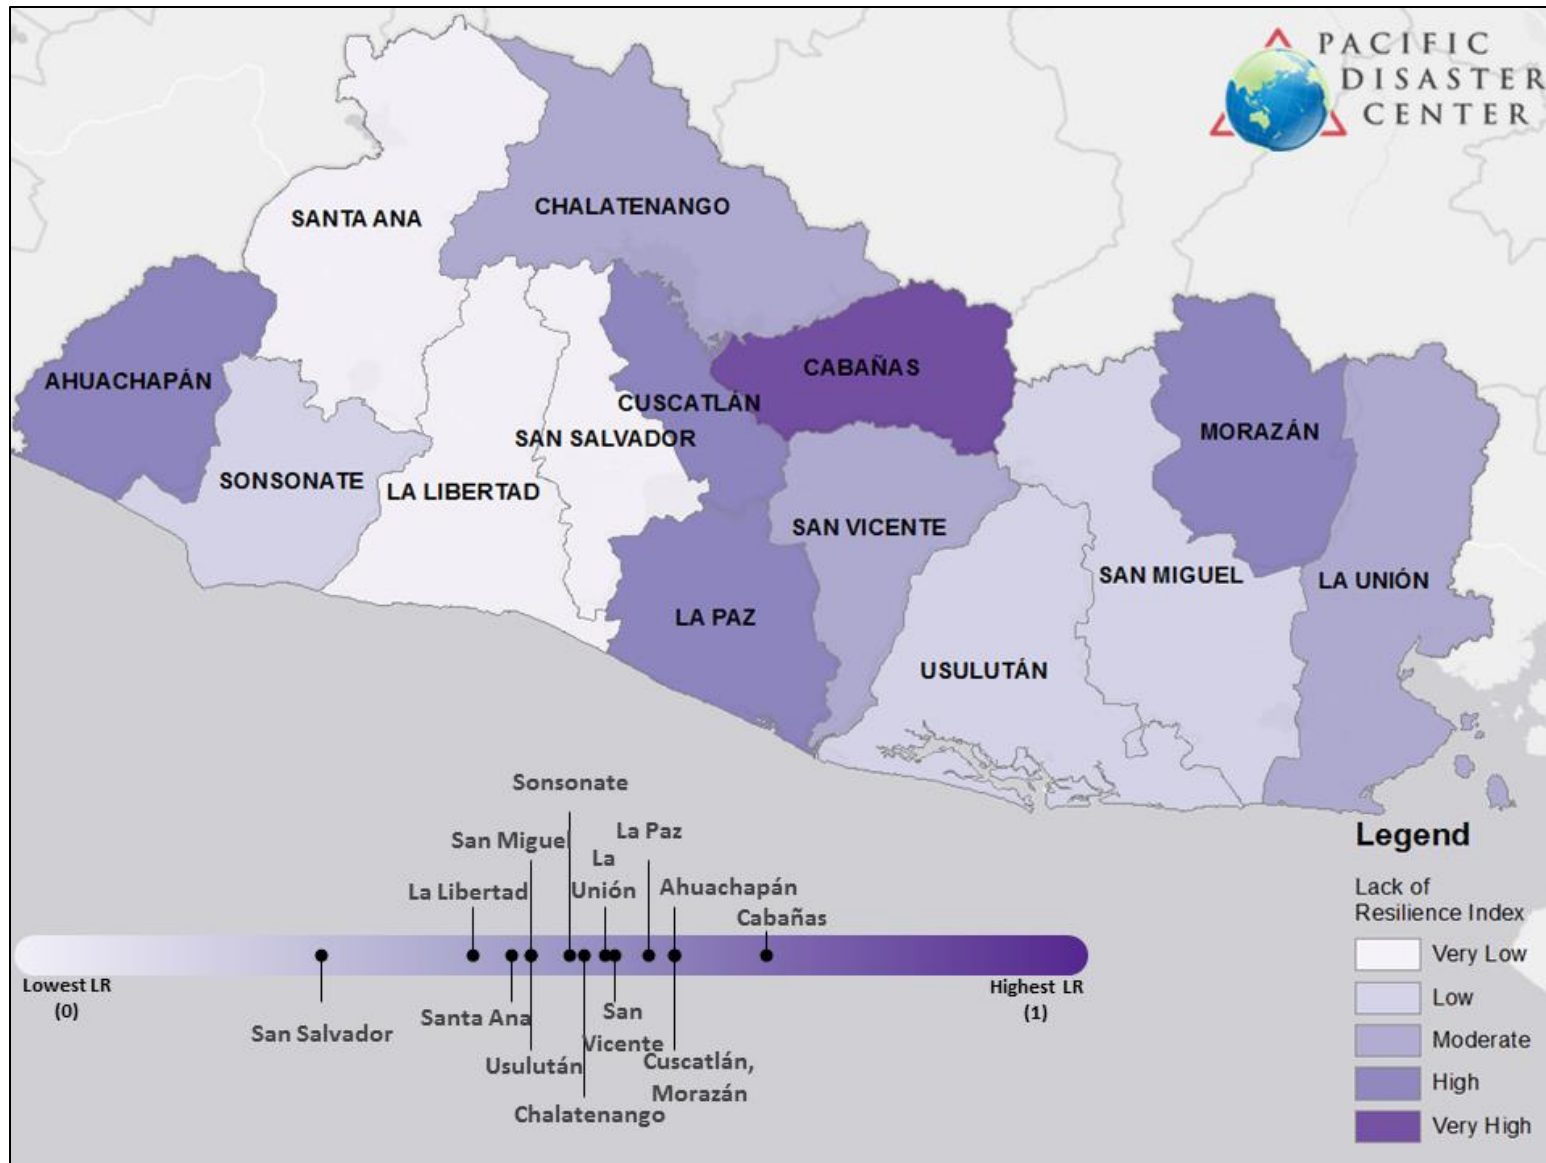 PACIFIC
DISASTER
CENTER
SANTA ANA
CHALATENANGO
AHUACHAPÁN
CABAÑAS
CUSCATLÁN
MORAZÁN
SAN SALVADOR
SONSONATE
LA LIBERTAD
SAN VICENTE
SAN MIGUEL
LA UNIÓN
LA PAZ
USULUTÁN
Sonsonate
San Miguel
La Paz
La
Unión
La Libertad
Ahuachapán
Cabañas
Lowest LR
(0)
Highest LR
(1)
San Salvador
Santa Ana
San
Vicente
Usulután
Cuscatlán,
Morazán
Chalatenango
Legend
Lack of
Resilience Index
Very Low
Low
Moderate
High
Very High